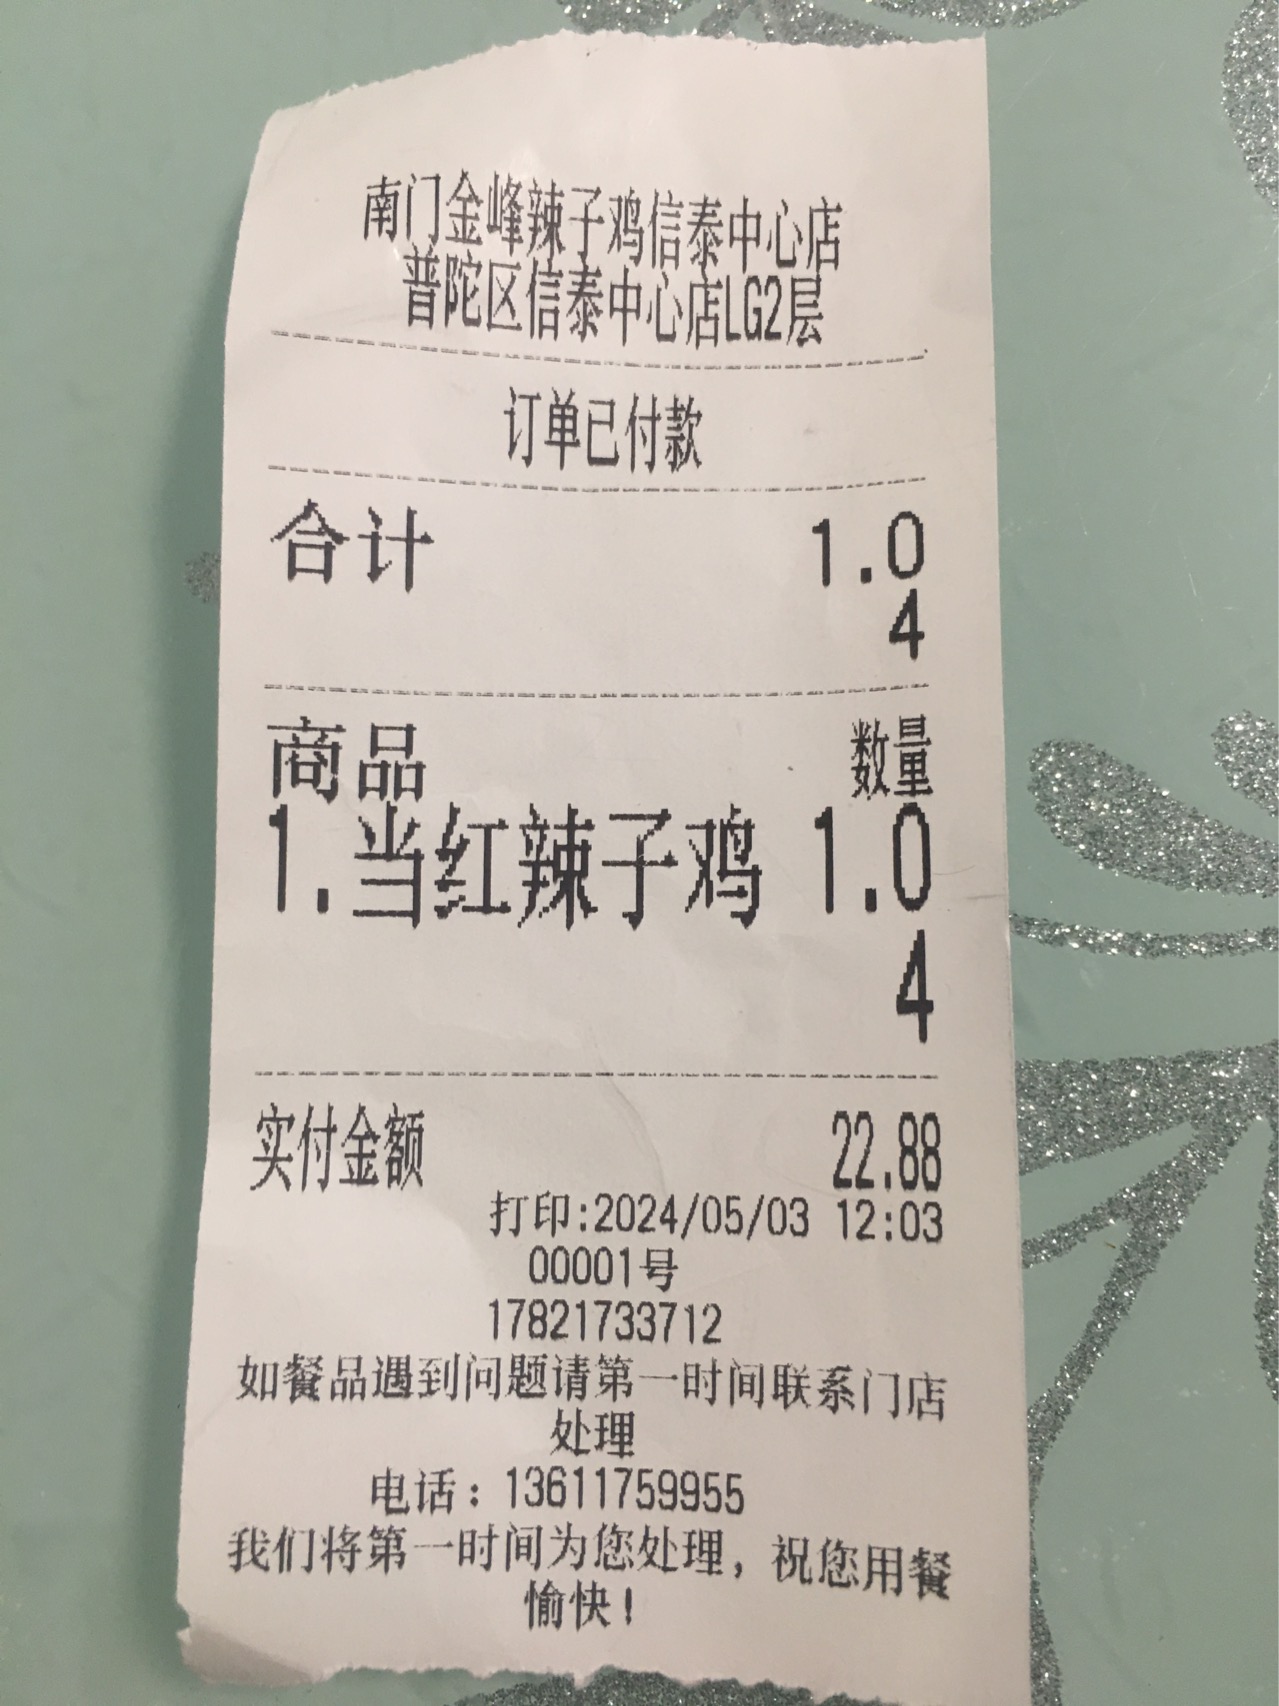 南门金峰辣子鸡信泰中心店
普陀区信泰中心店LG2层
订单已付款
合计 1.0
4
商品 数量
1.当红辣子鸡 1.0
4
实付金额 22.88
打印:2024/05/03 12:03
00001号
17821733712
如餐品遇到问题请第一时间联系门店
处理
电话：13611759955
我们将第一时间为您处理，祝您用餐
愉快！